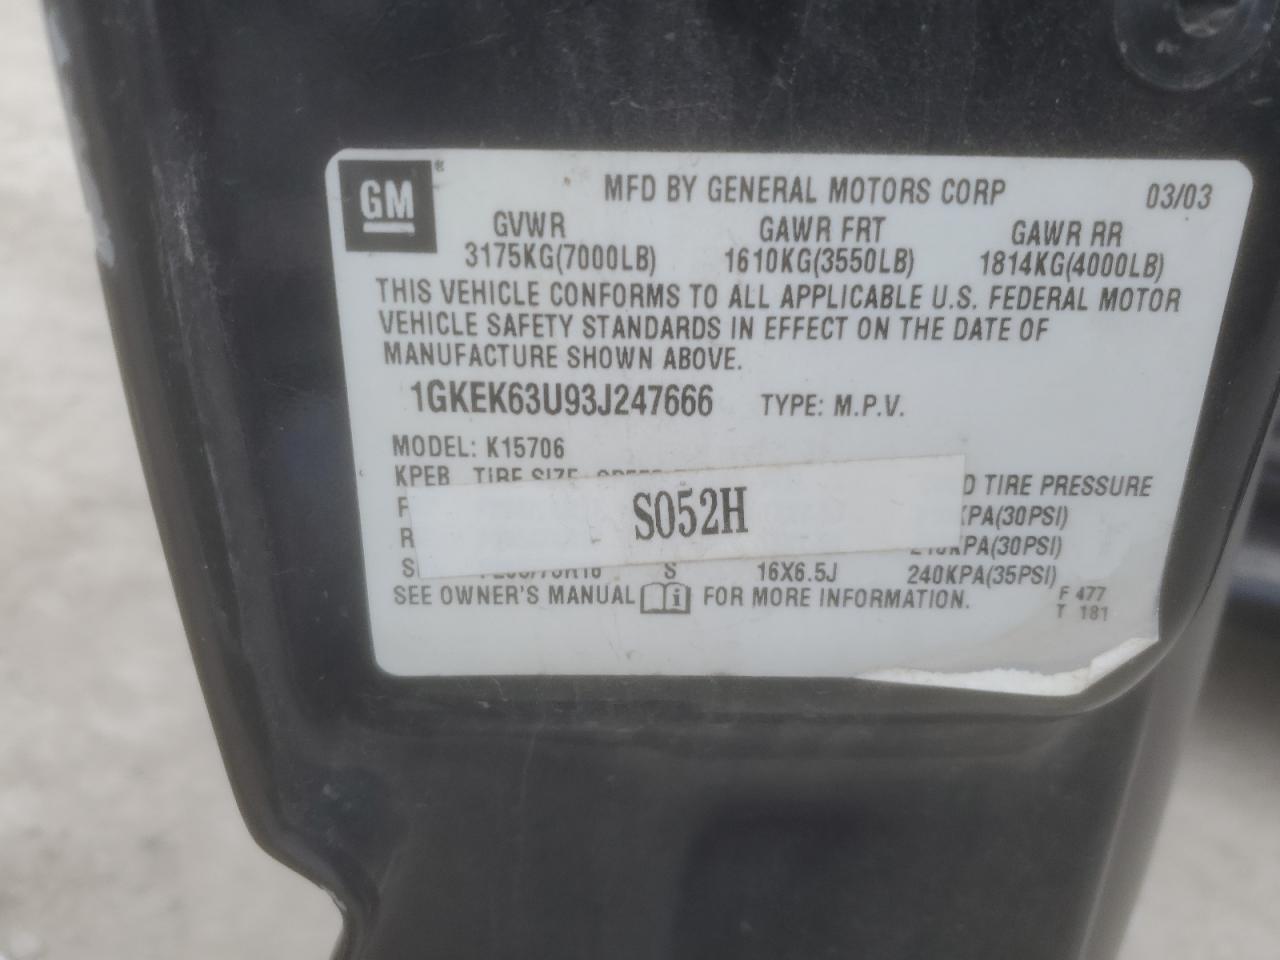 GM ®
MFD BY GENERAL MOTORS CORP 03/03
GVWR GAWR FRT GAWR RR
3175KG(7000LB) 1610KG(3550LB) 1814KG(4000LB)
THIS VEHICLE CONFORMS TO ALL APPLICABLE U.S. FEDERAL MOTOR
VEHICLE SAFETY STANDARDS IN EFFECT ON THE DATE OF
MANUFACTURE SHOWN ABOVE.
1GKEK63U93J247666 TYPE: M.P.V.
MODEL: K15706
KPEB TIRE SIZE D TIRE PRESSURE
F KPA(30PSI)
S052H
R KPA(30PSI)
S S 16X6.5J 240KPA(35PSI)
SEE OWNER'S MANUAL i FOR MORE INFORMATION.
F 477
T 181